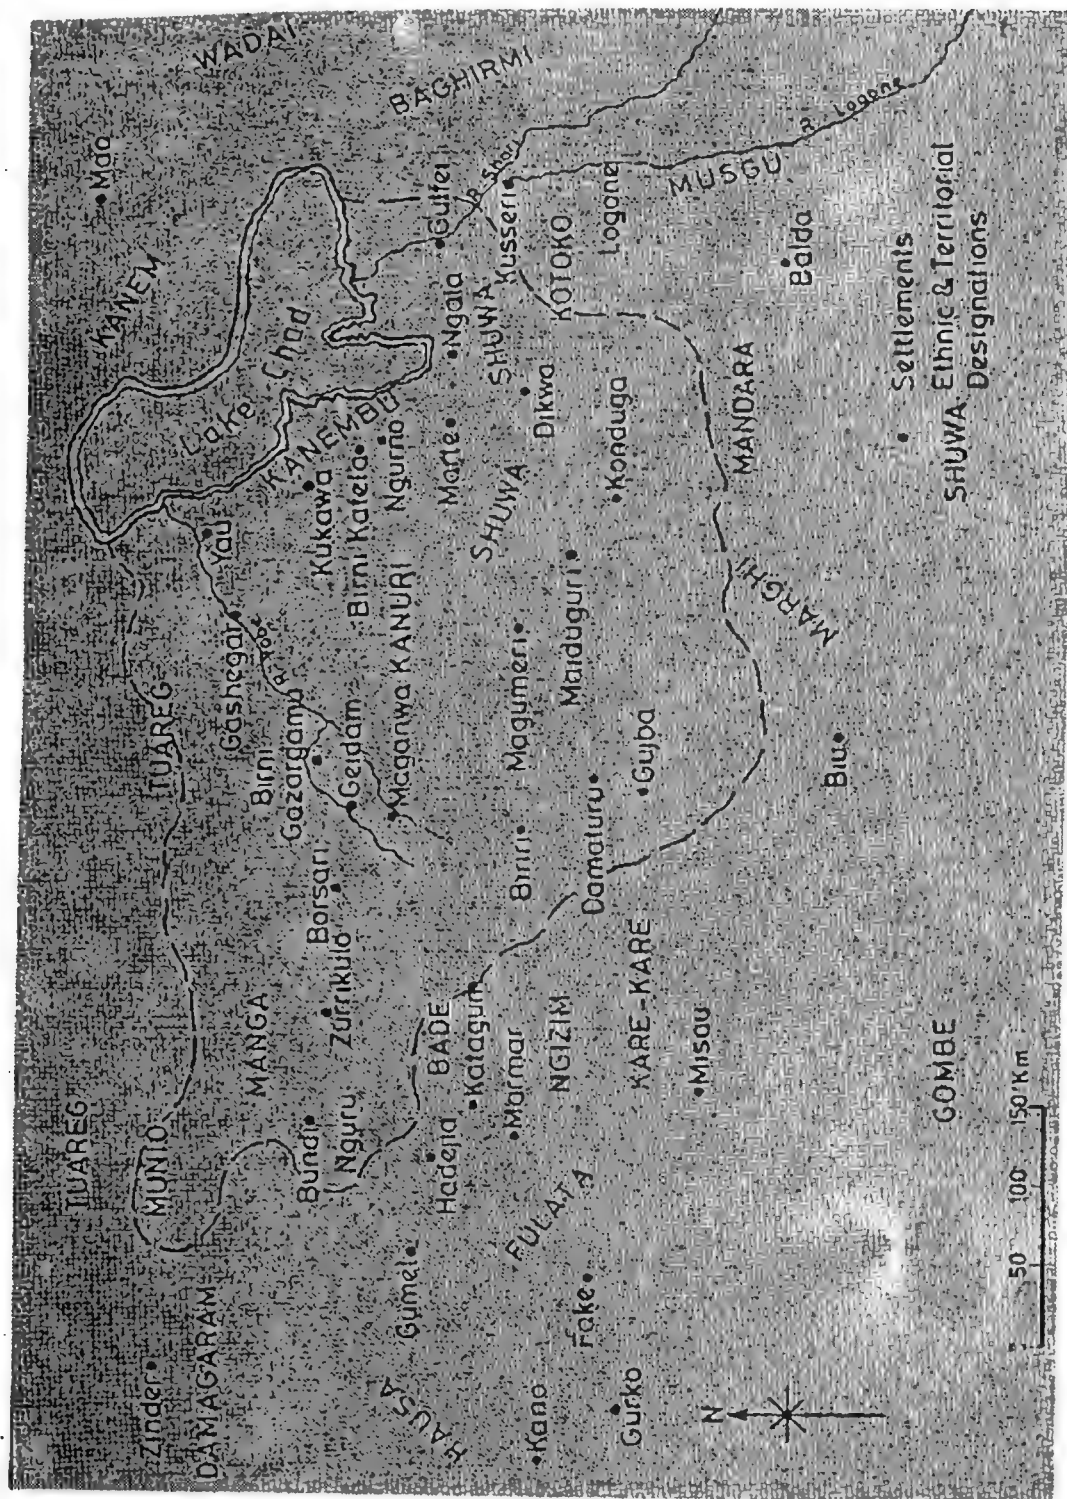 WADAI
BAGHIRMI
Mao
KANEM
Lake Chad
KANEMBU
TUAREG
TUAREG
MUNIO
Zinder
DAMAGARAM
Yau
Gashegar
R. Yobe
MANGA
Birni
Gazargamu
Kukawa
Birni Kafela
Ngurno
Geidam
Maganwa
KANURI
Borsari
Zurrikulo
Bundi
Nguru
Gulfei
R. Shari
Ngala
Marte
SHUWA
Kusseri
KOTOKO
Logone
MUSGU
R. Logone
Dikwa
SHUWA
Konduga
Balda
MANDARA
Magumeri
Maiduguri
MARGHI
Gujba
Damaturu
Biriri
Biu
BADE
Katagum
Marmar
Hadejia
NGIZIM
KARE-KARE
Misau
Gumel
FULATA
HAUSA
Kano
Fake
Gurko
GOMBE
N
50 100 150 Km
Settlements
SHUWA Ethnic & Territorial
Designations